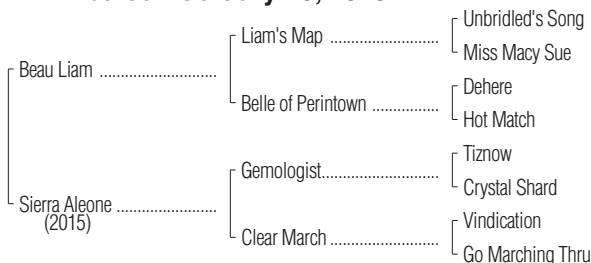 Unbridled's Song
Liam's Map ....................
Miss Macy Sue
Beau Liam ......................
Dehere
Belle of Perintown ............
Hot Match
Tiznow
Gemologist.....................
Crystal Shard
Sierra Aleone ...................
(2015)
Vindication
Clear March ....................
Go Marching Thru